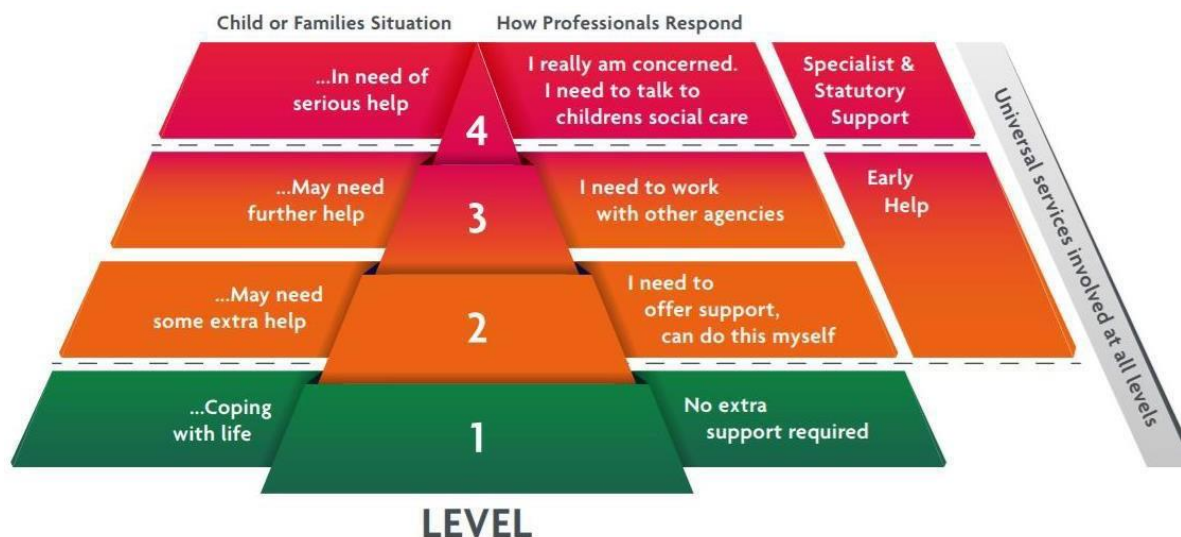 Child or Families Situation
How Professionals Respond
...In need of
serious help
4
I really am concerned.
I need to talk to
childrens social care
Specialist &
Statutory
Support
...May need
further help
3
I need to work
with other agencies
Early
Help
...May need
some extra help
2
I need to
offer support,
can do this myself
...Coping
with life
1
No extra
support required
Universal services involved at all levels
LEVEL